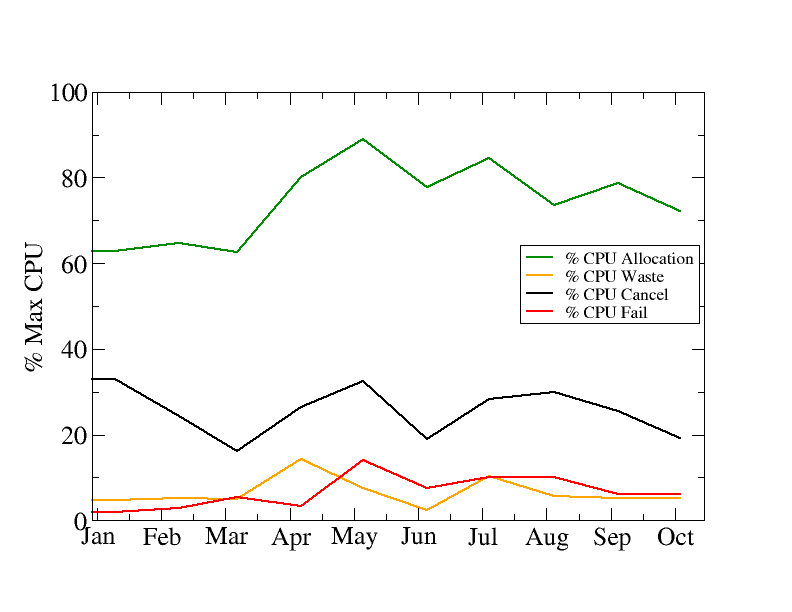 100
80
60
40
20
0
% Max CPU
% CPU Allocation
% CPU Waste
% CPU Cancel
% CPU Fail
Jan Feb Mar Apr May Jun Jul Aug Sep Oct